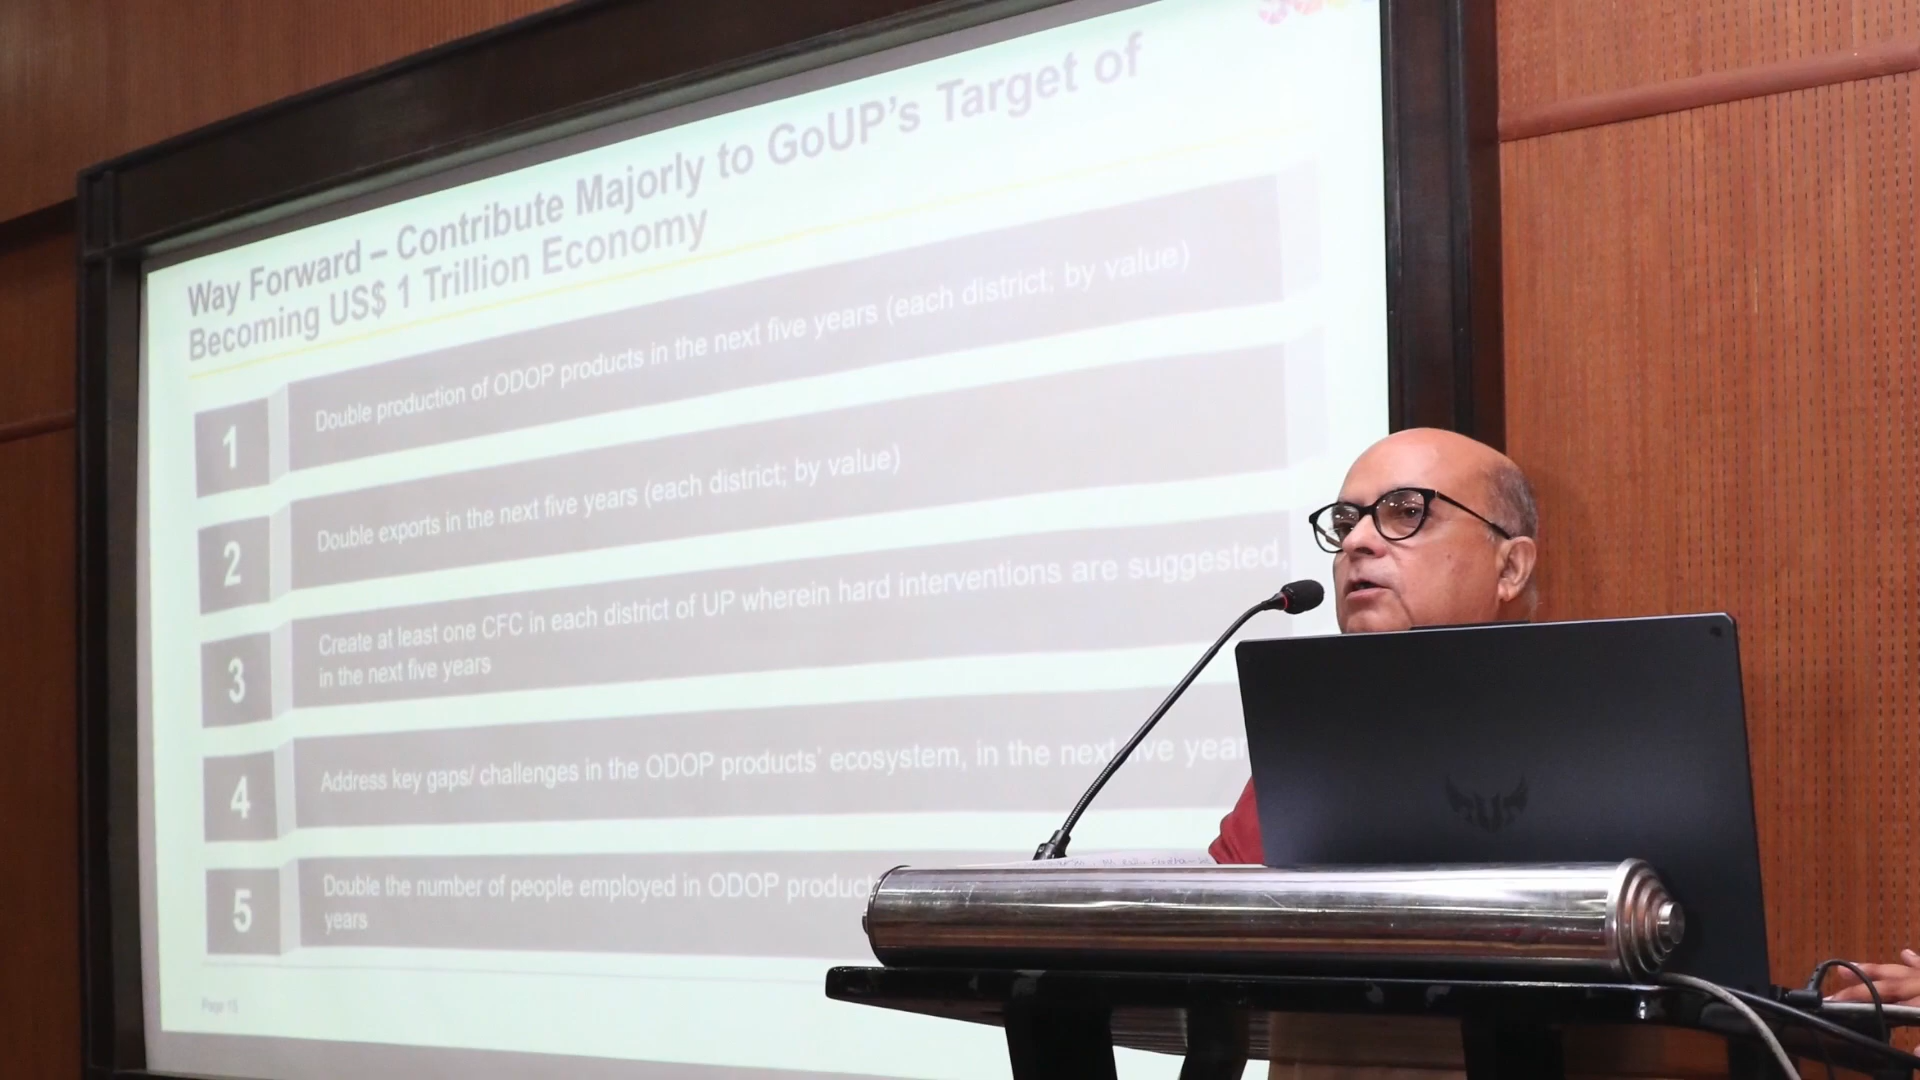 Way Forward – Contribute Majorly to GoUP's Target of
Becoming US$ 1 Trillion Economy
1
Double production of ODOP products in the next five years (each district; by value)
2
Double exports in the next five years (each district; by value)
3
Create at least one CFC in each district of UP wherein hard interventions are suggested,
in the next five years
4
Address key gaps/ challenges in the ODOP products' ecosystem, in the next five year
5
Double the number of people employed in ODOP product
years
Page 15